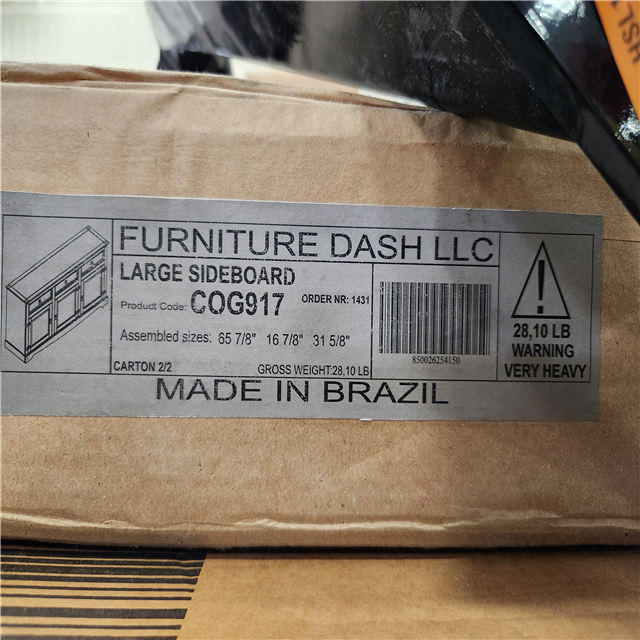 HSL
FURNITURE DASH LLC
LARGE SIDEBOARD
Product Code: COG917 ORDER NR: 1431
Assembled sizes: 65 7/8" 16 7/8" 31 5/8"
CARTON 2/2 GROSS WEIGHT:28,10 LB
850026254150
28,10 LB
WARNING
VERY HEAVY
MADE IN BRAZIL